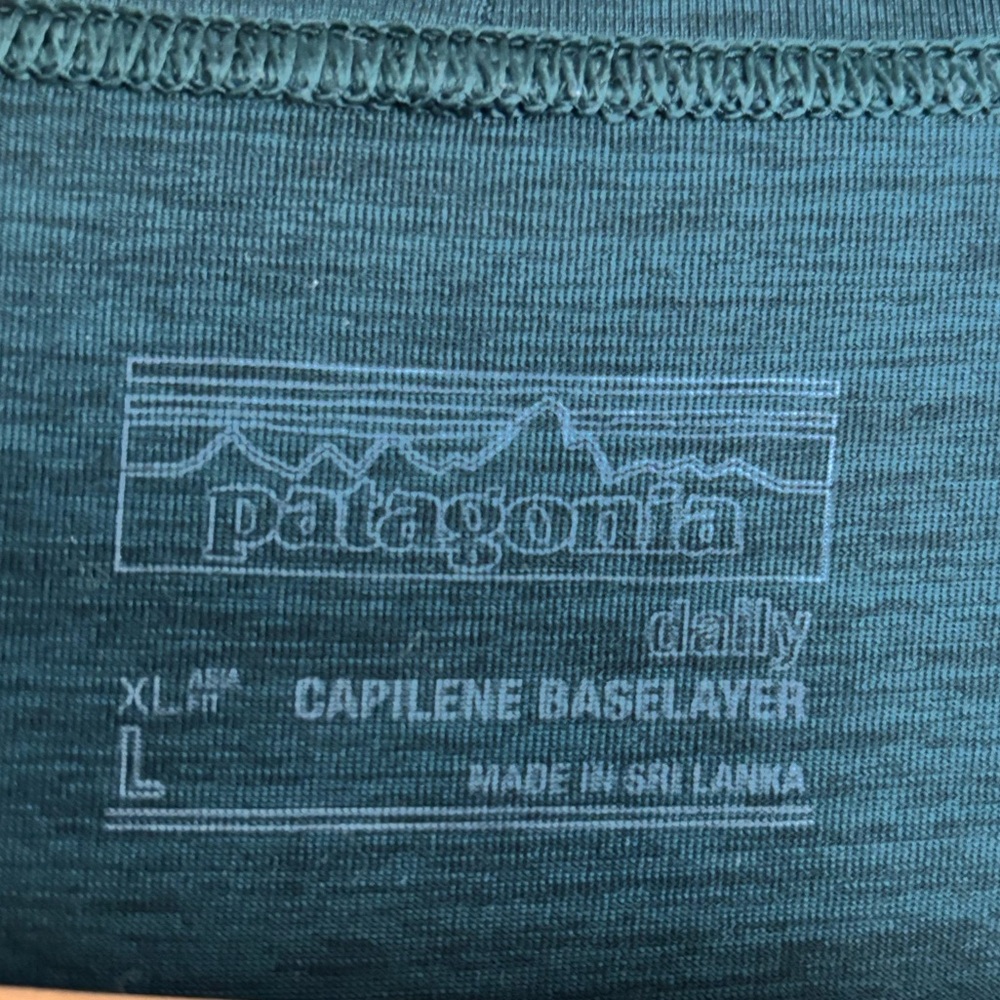 patagonia
daily
XL ASIA FIT CAPILENE BASELAYER
L MADE IN SRI LANKA